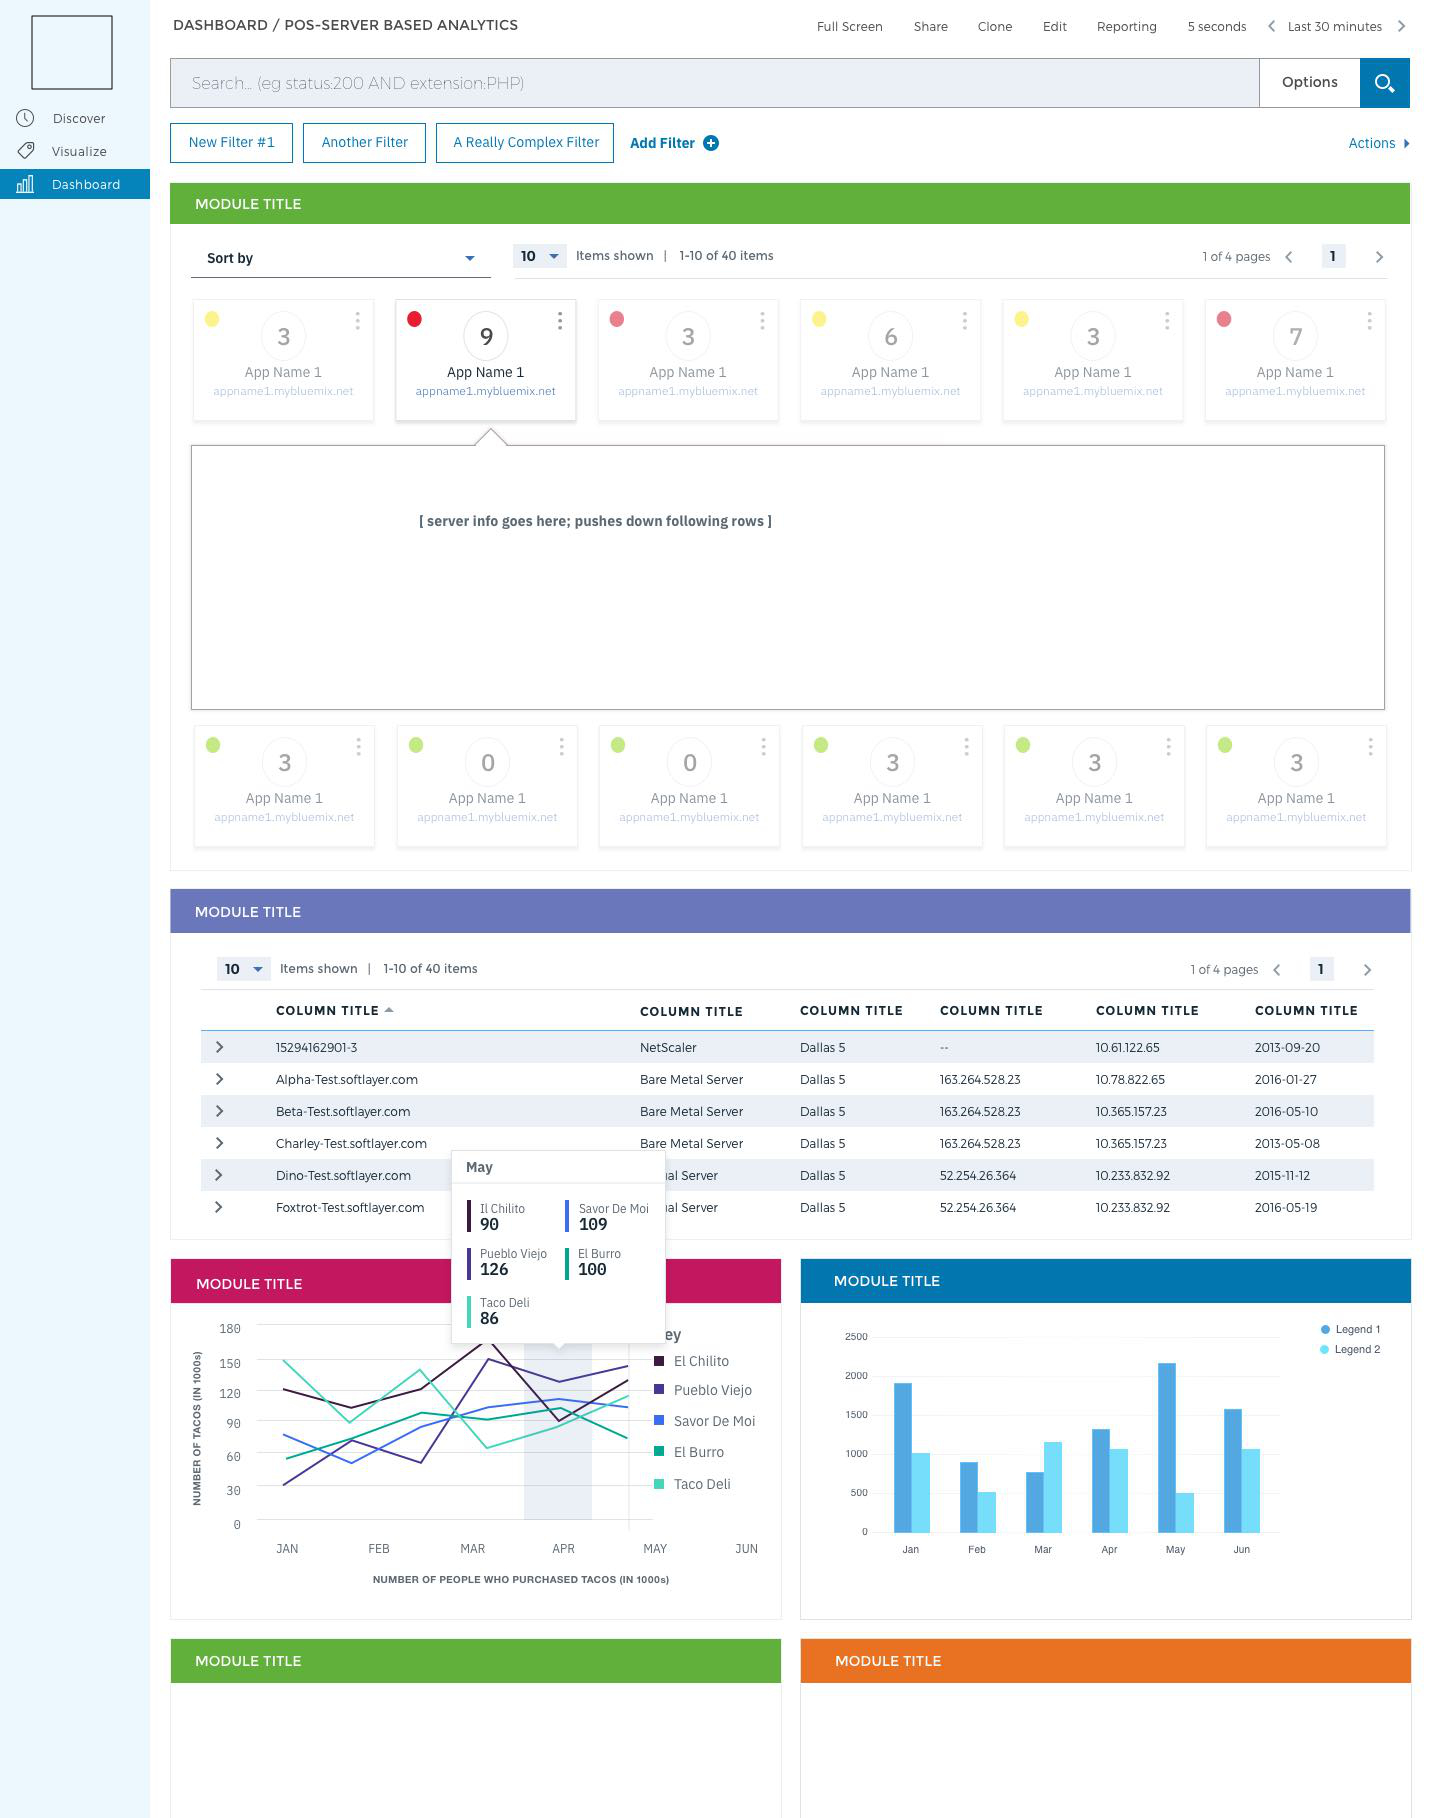 DASHBOARD / POS-SERVER BASED ANALYTICS
Full Screen Share Clone Edit Reporting 5 seconds Last 30 minutes
Search... (eg status:200 AND extension:PHP)
Options
Discover
Visualize
Dashboard
New Filter #1 Another Filter A Really Complex Filter Add Filter Actions
MODULE TITLE
Sort by 10 Items shown | 1-10 of 40 items 1 of 4 pages 1
3 9 3 6 3 7
App Name 1 App Name 1 App Name 1 App Name 1 App Name 1 App Name 1
appname1.mybluemix.net appname1.mybluemix.net appname1.mybluemix.net appname1.mybluemix.net appname1.mybluemix.net appname1.mybluemix.net
[ server info goes here; pushes down following rows ]
3 0 0 3 3 3
App Name 1 App Name 1 App Name 1 App Name 1 App Name 1 App Name 1
appname1.mybluemix.net appname1.mybluemix.net appname1.mybluemix.net appname1.mybluemix.net appname1.mybluemix.net appname1.mybluemix.net
MODULE TITLE
10 Items shown | 1-10 of 40 items 1 of 4 pages 1
COLUMN TITLE COLUMN TITLE COLUMN TITLE COLUMN TITLE COLUMN TITLE COLUMN TITLE
15294162901-3 NetScaler Dallas 5 -- 10.61.122.65 2013-09-20
Alpha-Test.softlayer.com Bare Metal Server Dallas 5 163.264.528.23 10.78.822.65 2016-01-27
Beta-Test.softlayer.com Bare Metal Server Dallas 5 163.264.528.23 10.365.157.23 2016-05-10
Charley-Test.softlayer.com Bare Metal Server Dallas 5 163.264.528.23 10.365.157.23 2013-05-08
Dino-Test.softlayer.com ual Server Dallas 5 52.254.26.364 10.233.832.92 2015-11-12
Foxtrot-Test.softlayer.com ual Server Dallas 5 52.254.26.364 10.233.832.92 2016-05-19
May
Il Chilito Savor De Moi
90 109
Pueblo Viejo El Burro
126 100
Taco Deli
86
MODULE TITLE
ey
El Chilito
Pueblo Viejo
Savor De Moi
El Burro
Taco Deli
180
150
120
90
60
30
0
NUMBER OF TACOS (IN 1000s)
JAN FEB MAR APR MAY JUN
NUMBER OF PEOPLE WHO PURCHASED TACOS (IN 1000s)
MODULE TITLE
Legend 1
Legend 2
2500
2000
1500
1000
500
0
Jan Feb Mar Apr May Jun
MODULE TITLE
MODULE TITLE